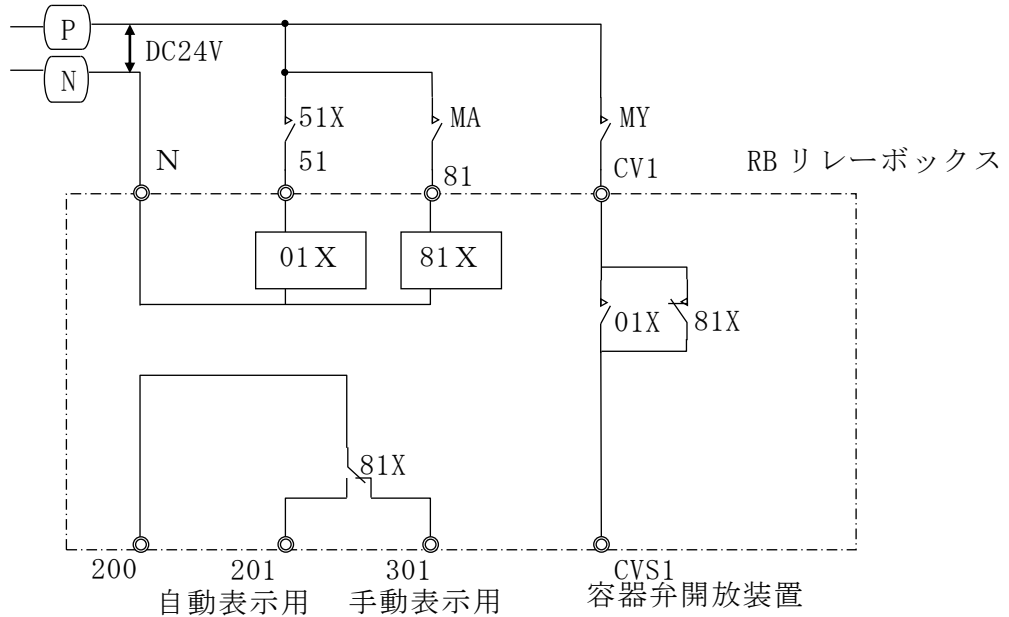 P
DC24V
N
51X
MA
MY
N
51
81
CV1
RBリレーボックス
01X
81X
01X
81X
81X
200
201
301
CVS1
自動表示用
手動表示用
容器弁開放装置